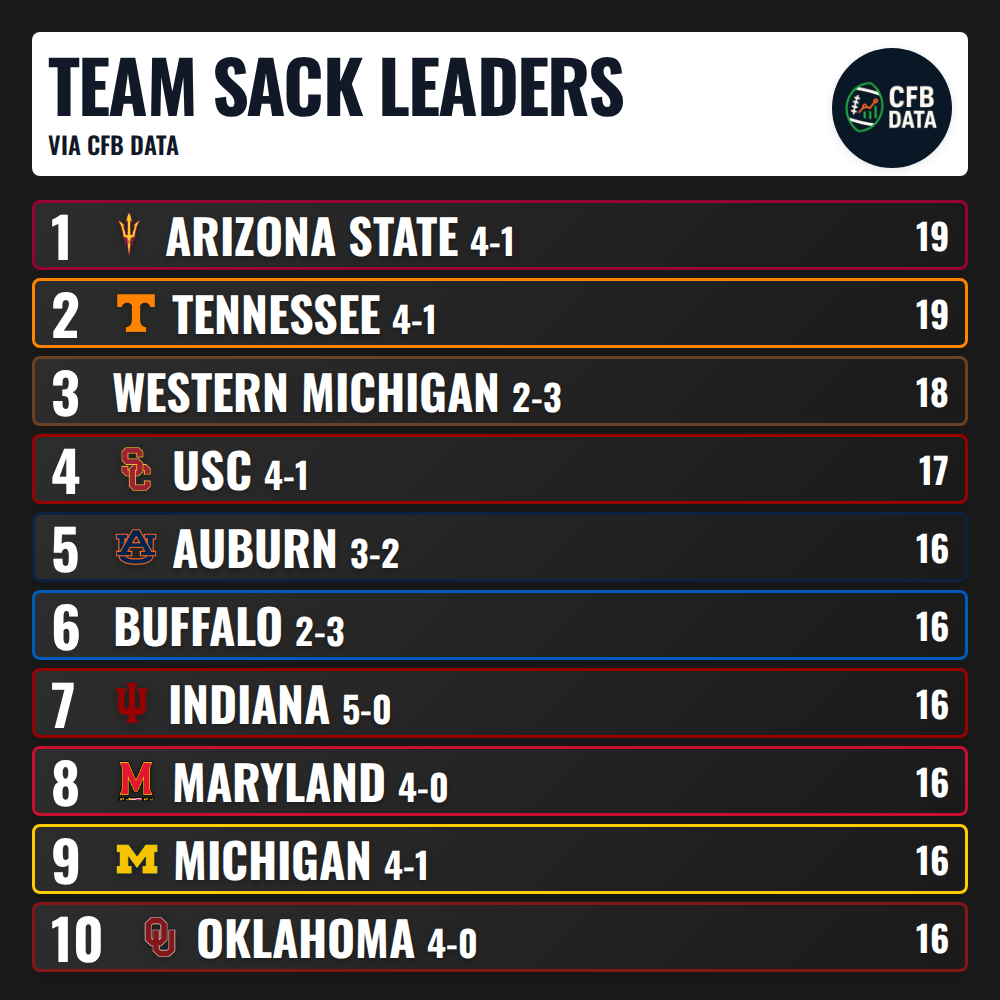 TEAM SACK LEADERS
VIA CFB DATA
CFB
DATA
1 ARIZONA STATE 4-1 19
2 TENNESSEE 4-1 19
3 WESTERN MICHIGAN 2-3 18
4 USC 4-1 17
5 AUBURN 3-2 16
6 BUFFALO 2-3 16
7 INDIANA 5-0 16
8 MARYLAND 4-0 16
9 MICHIGAN 4-1 16
10 OKLAHOMA 4-0 16